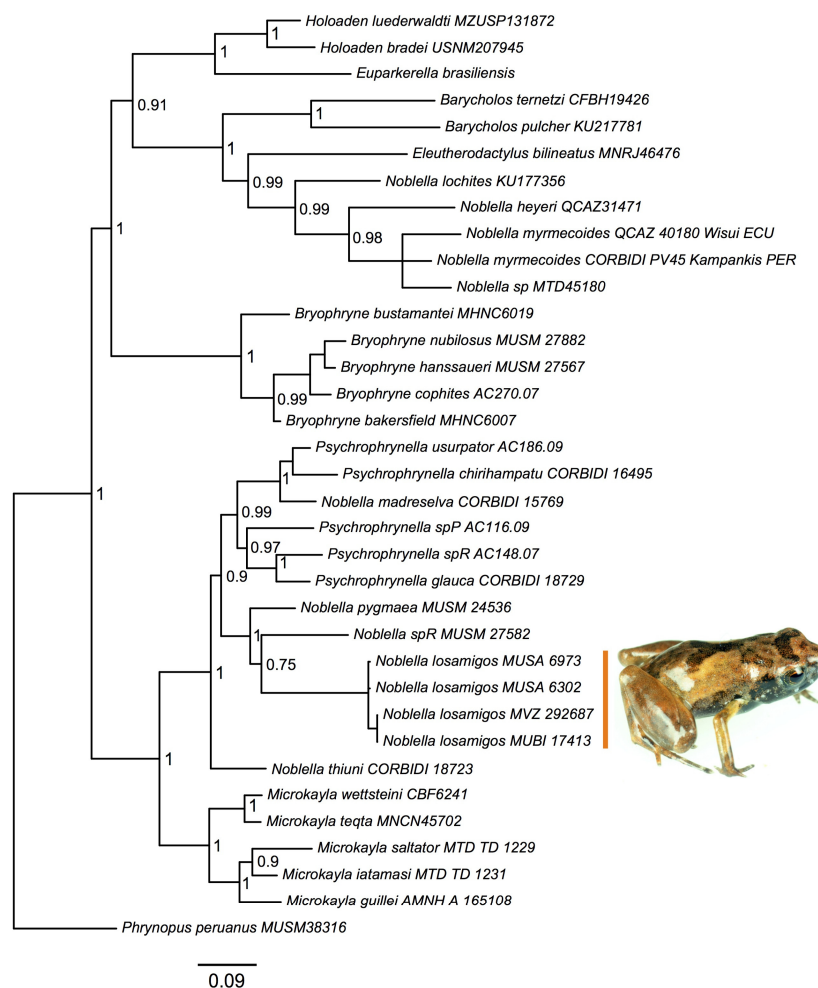 Holoaden luederwaldti MZUSP131872
1
Holoaden bradei USNM207945
1
Euparkerella brasiliensis
0.91
Barycholos ternetzi CFBH19426
1
Barycholos pulcher KU217781
1
Eleutherodactylus bilineatus MNRJ46476
0.99
Noblella lochites KU177356
0.99
Noblella heyeri QCAZ31471
1
Noblella myrmecoides QCAZ 40180 Wisui ECU
0.98
Noblella myrmecoides CORBIDI PV45 Kampankis PER
Noblella sp MTD45180
Bryophryne bustamantei MHNC6019
Bryophryne nubilosus MUSM 27882
1
Bryophryne hanssaueri MUSM 27567
Bryophryne cophites AC270.07
0.99
Bryophryne bakersfield MHNC6007
Psychrophrynella usurpator AC186.09
Psychrophrynella chirihampatu CORBIDI 16495
1
1
Noblella madreselva CORBIDI 15769
0.99
Psychrophrynella spP AC116.09
0.97
Psychrophrynella spR AC148.07
1
0.9
Psychrophrynella glauca CORBIDI 18729
Noblella pygmaea MUSM 24536
1
Noblella spR MUSM 27582
Noblella losamigos MUSA 6973
0.75
1
Noblella losamigos MUSA 6302
Noblella losamigos MVZ 292687
Noblella losamigos MUBI 17413
1
Noblella thiuni CORBIDI 18723
Microkayla wettsteini CBF6241
1
Microkayla teqta MNCN45702
1
Microkayla saltator MTD TD 1229
0.9
Microkayla iatamasi MTD TD 1231
1
Microkayla guillei AMNH A 165108
Phrynopus peruanus MUSM38316
0.09